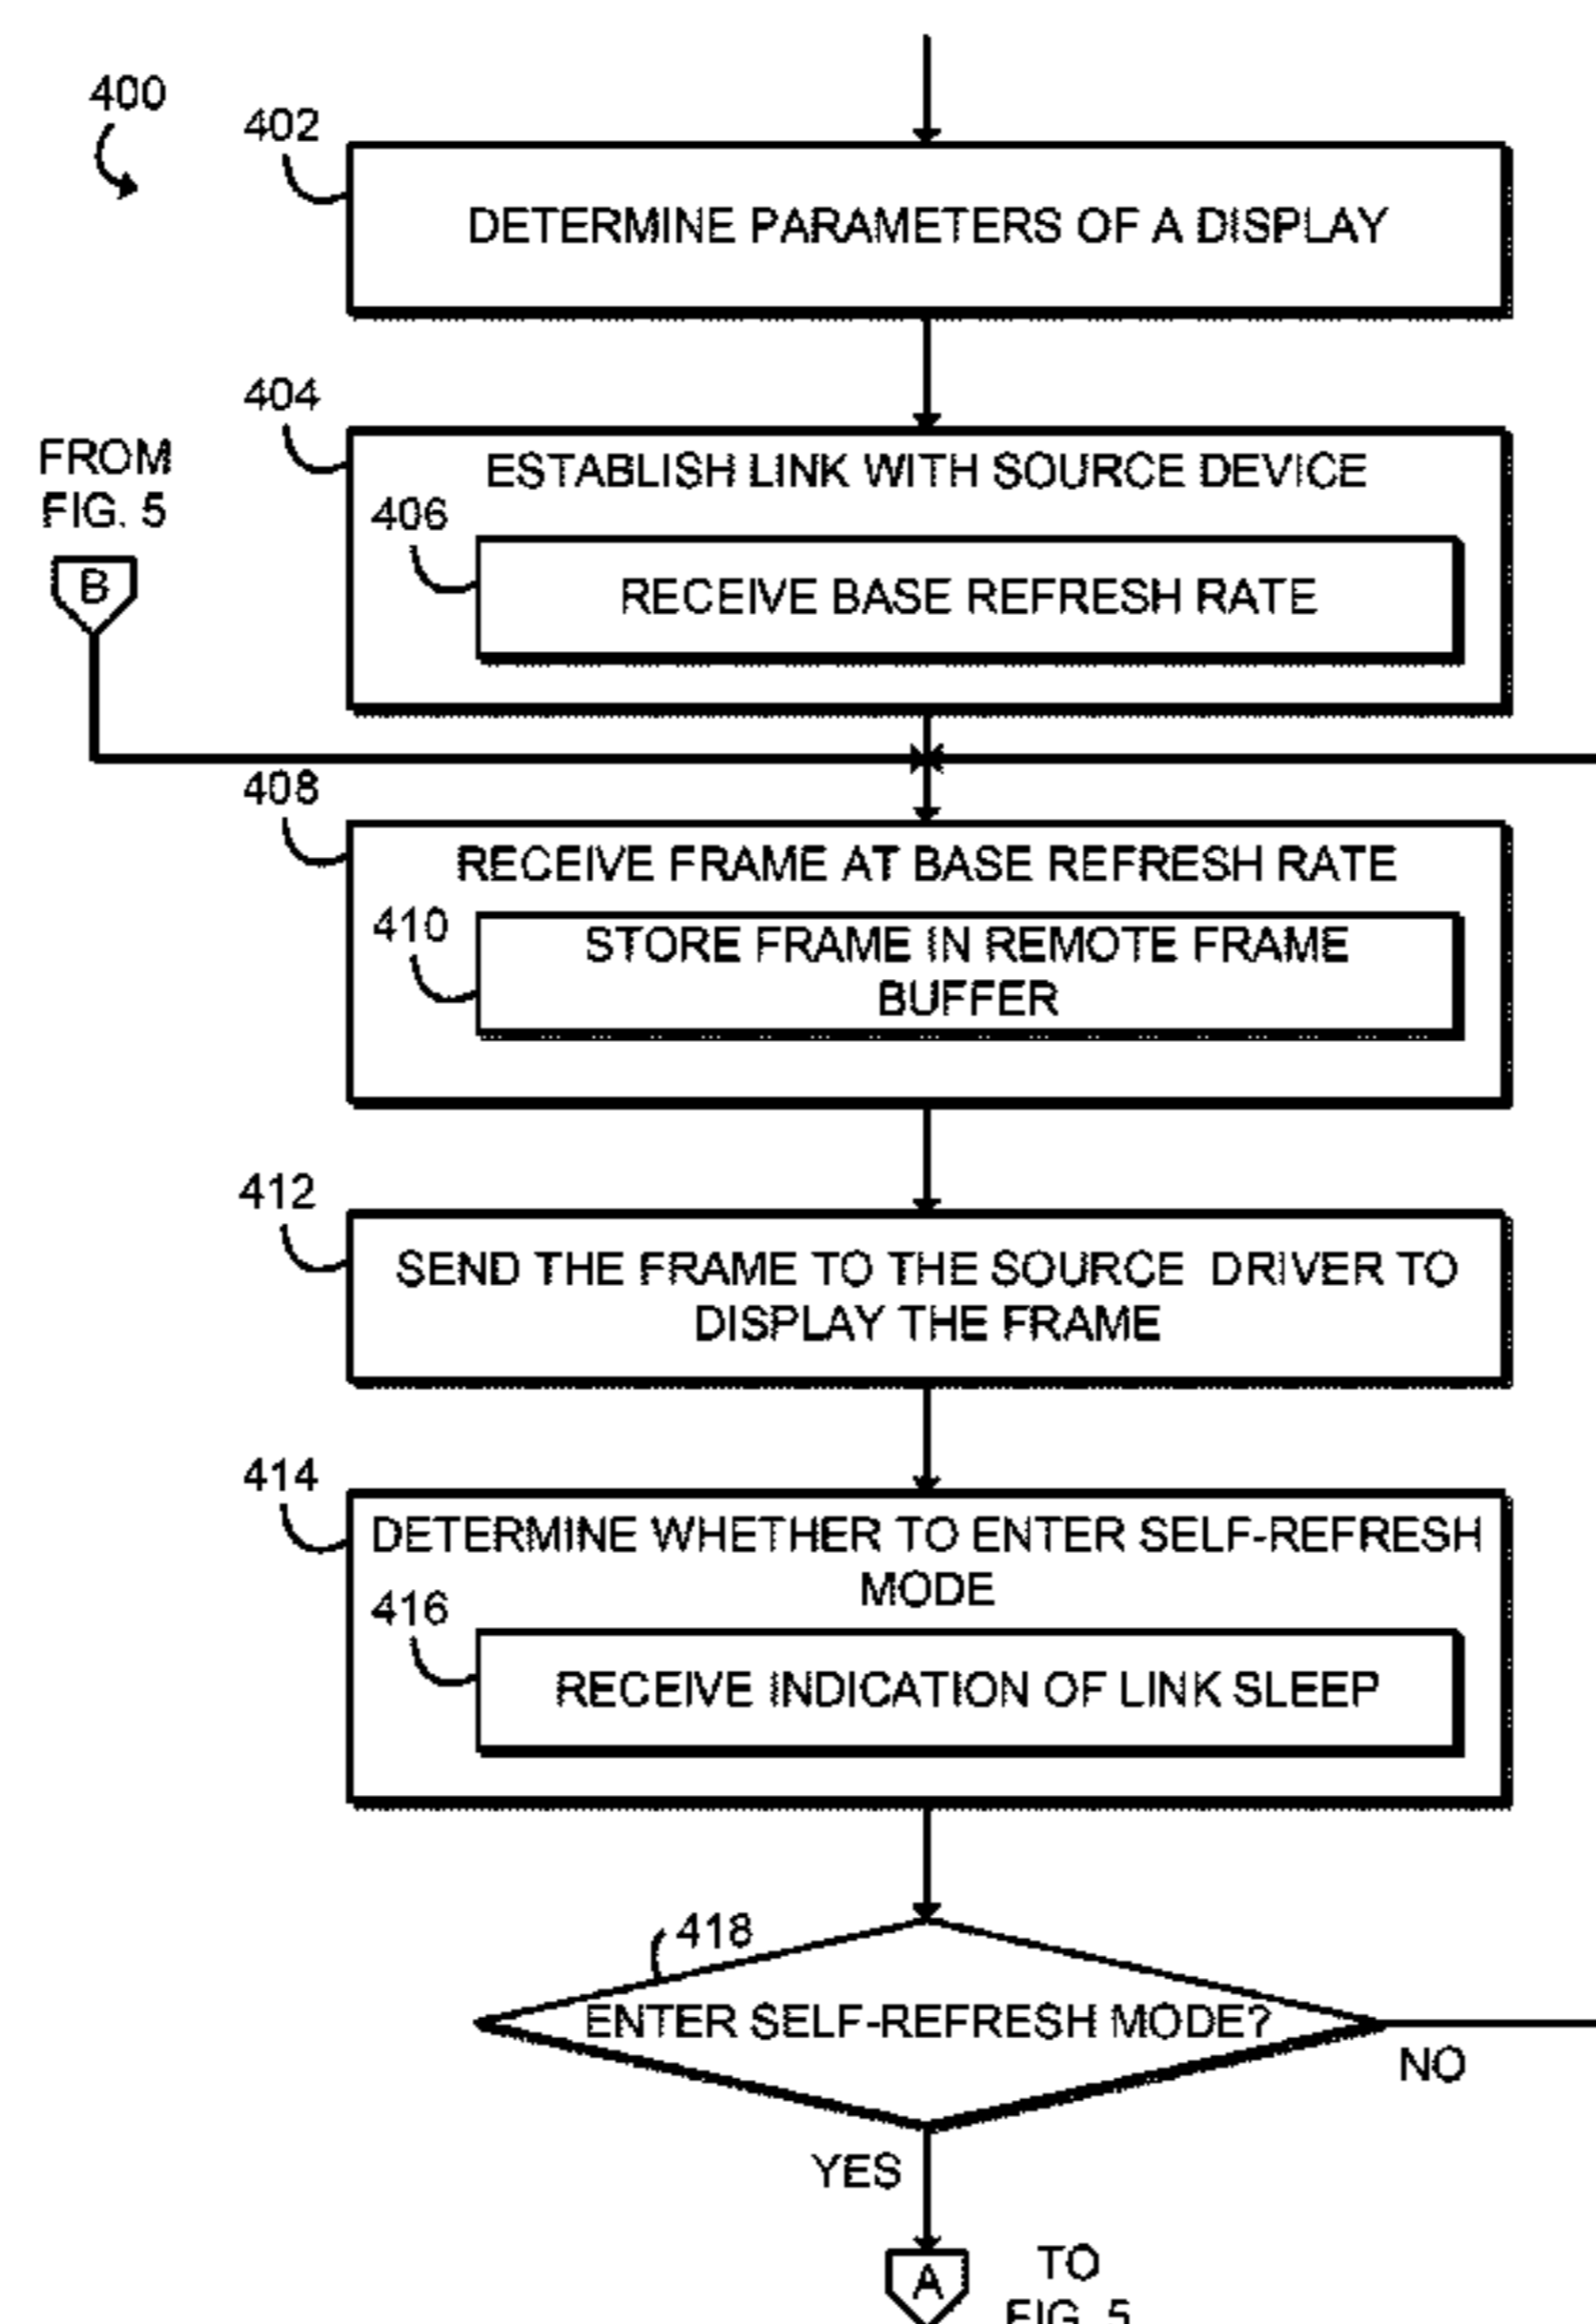 400
402
DETERMINE PARAMETERS OF A DISPLAY
404
FROM
FIG. 5
B
ESTABLISH LINK WITH SOURCE DEVICE
406
RECEIVE BASE REFRESH RATE
408
RECEIVE FRAME AT BASE REFRESH RATE
410
STORE FRAME IN REMOTE FRAME
BUFFER
412
SEND THE FRAME TO THE SOURCE DRIVER TO
DISPLAY THE FRAME
414
DETERMINE WHETHER TO ENTER SELF-REFRESH
MODE
416
RECEIVE INDICATION OF LINK SLEEP
418
ENTER SELF-REFRESH MODE?
NO
YES
A
TO
FIG. 5